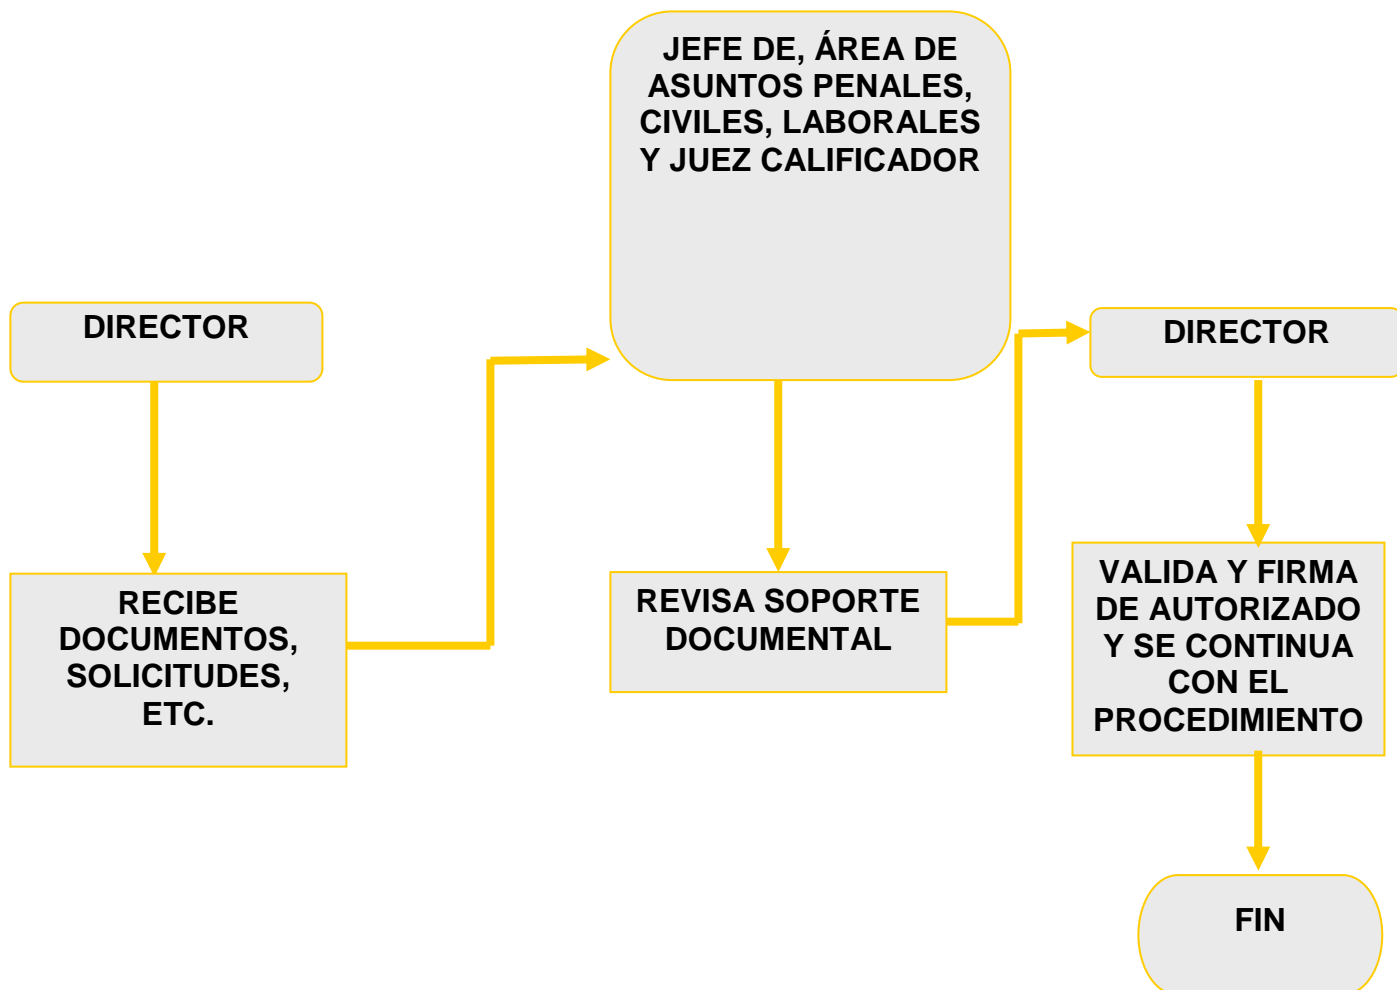 DIRECTOR
RECIBE
DOCUMENTOS,
SOLICITUDES,
ETC.
JEFE DE, ÁREA DE
ASUNTOS PENALES,
CIVILES, LABORALES
Y JUEZ CALIFICADOR
REVISA SOPORTE
DOCUMENTAL
DIRECTOR
VALIDA Y FIRMA
DE AUTORIZADO
Y SE CONTINUA
CON EL
PROCEDIMIENTO
FIN